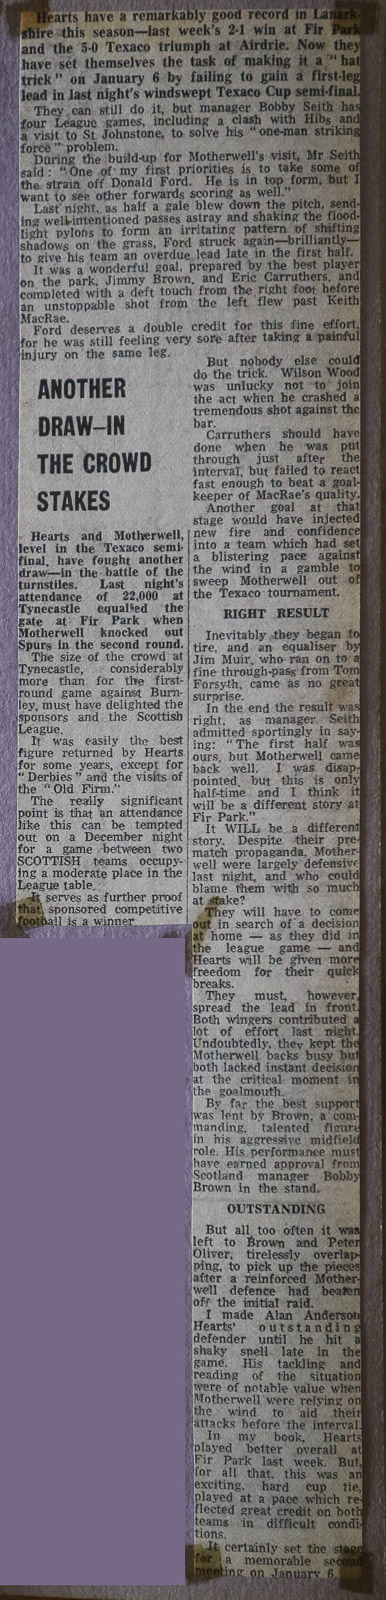 Hearts have a remarkably good record in Lanark-
shire this season—last week's 2-1 win at Fir Park
and the 5-0 Texaco triumph at Airdrie. Now they
have set themselves the task of making it a "hat
trick" on January 6 by failing to gain a first-leg
lead in last night's windswept Texaco Cup semi-final.
They can still do it, but manager Bobby Seith has
four League games, including a clash with Hibs and
a visit to St Johnstone, to solve his "one-man striking
force" problem.
During the build-up for Motherwell's visit, Mr Seith
said: "One of my first priorities is to take some of
the strain off Donald Ford. He is in top form, but I
want to see other forwards scoring as well."
Last night, as half a gale blew down the pitch, send-
ing well-intentioned passes astray and shaking the flood-
light pylons to form an irritating pattern of shifting
shadows on the grass, Ford struck again—brilliantly—
to give his team an overdue lead late in the first half.
It was a wonderful goal, prepared by the best player
on the park, Jimmy Brown, and Eric Carruthers, and
completed with a deft touch from the right foot before
an unstoppable shot from the left flew past Keith
MacRae.
Ford deserves a double credit for this fine effort,
for he was still feeling very sore after taking a painful
injury on the same leg.
ANOTHER
DRAW—IN
THE CROWD
STAKES
Hearts and Motherwell,
level in the Texaco semi-
final, have fought another
draw—in the battle of the
turnstiles. Last night's
attendance of 22,000 at
Tynecastle equalled the
gate at Fir Park when
Motherwell knocked out
Spurs in the second round.
The size of the crowd at
Tynecastle, considerably
more than for the first-
round game against Burn-
ley, must have delighted the
sponsors and the Scottish
League.
It was easily the best
figure returned by Hearts
for some years, except for
"Derbies" and the visits of
the "Old Firm."
The really significant
point is that an attendance
like this can be tempted
out on a December night
for a game between two
SCOTTISH teams occupy-
ing a moderate place in the
League table.
It serves as further proof
that sponsored competitive
football is a winner
But nobody else could
do the trick. Wilson Wood
was unlucky not to join
the act when he crashed a
tremendous shot against the
bar.
Carruthers should have
done when he was put
through just after the
interval, but failed to react
fast enough to beat a goal-
keeper of MacRae's quality.
Another goal at that
stage would have injected
new fire and confidence
into a team which had set
a blistering pace against
the wind in a gamble to
sweep Motherwell out of
the Texaco tournament.
RIGHT RESULT
Inevitably they began to
tire, and an equaliser by
Jim Muir, who ran on to a
fine through-pass from Tom
Forsyth, came as no great
surprise.
In the end the result was
right, as manager Seith
admitted sportingly in say-
ing: "The first half was
ours, but Motherwell came
back well. I was disap-
pointed, but this is only
half-time and I think it
will be a different story at
Fir Park."
It WILL be a different
story. Despite their pre-
match propaganda, Mother-
well were largely defensive
last night, and who could
blame them with so much
at stake?
They will have to come
out in search of a decision
at home — as they did in
the league game — and
Hearts will be given more
freedom for their quick
breaks.
They must, however,
spread the lead in front.
Both wingers contributed a
lot of effort last night.
Undoubtedly, they kept the
Motherwell backs busy but
both lacked instant decision
at the critical moment in
the goalmouth.
By far the best support
was lent by Brown, a com-
manding, talented figure
in his aggressive midfield
role. His performance must
have earned approval from
Scotland manager Bobby
Brown in the stand.
OUTSTANDING
But all too often it was
left to Brown and Peter
Oliver, tirelessly overlap-
ping, to pick up the pieces
after a reinforced Mother-
well defence had beaten
off the initial raid.
I made Alan Anderson
Hearts' outstanding
defender until he hit a
shaky spell late in the
game. His tackling and
reading of the situation
were of notable value when
Motherwell were relying on
the wind to aid their
attacks before the interval.
In my book, Hearts
played better overall at
Fir Park last week. But,
for all that, this was an
exciting, hard cup tie,
played at a pace which re-
flected great credit on both
teams in difficult condi-
tions.
It certainly set the stage
for a memorable second
meeting on January 6.